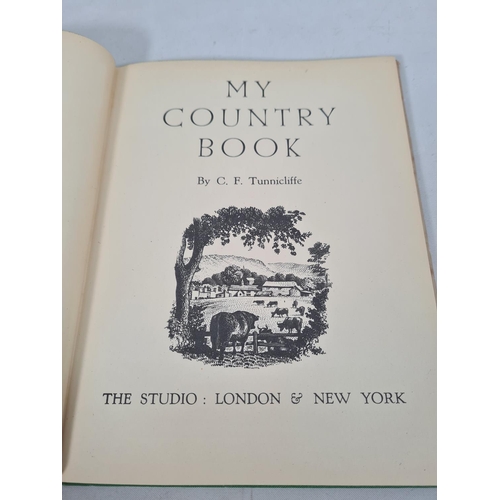 MY
COUNTRY
BOOK
By C. F. Tunnicliffe
THE STUDIO : LONDON & NEW YORK